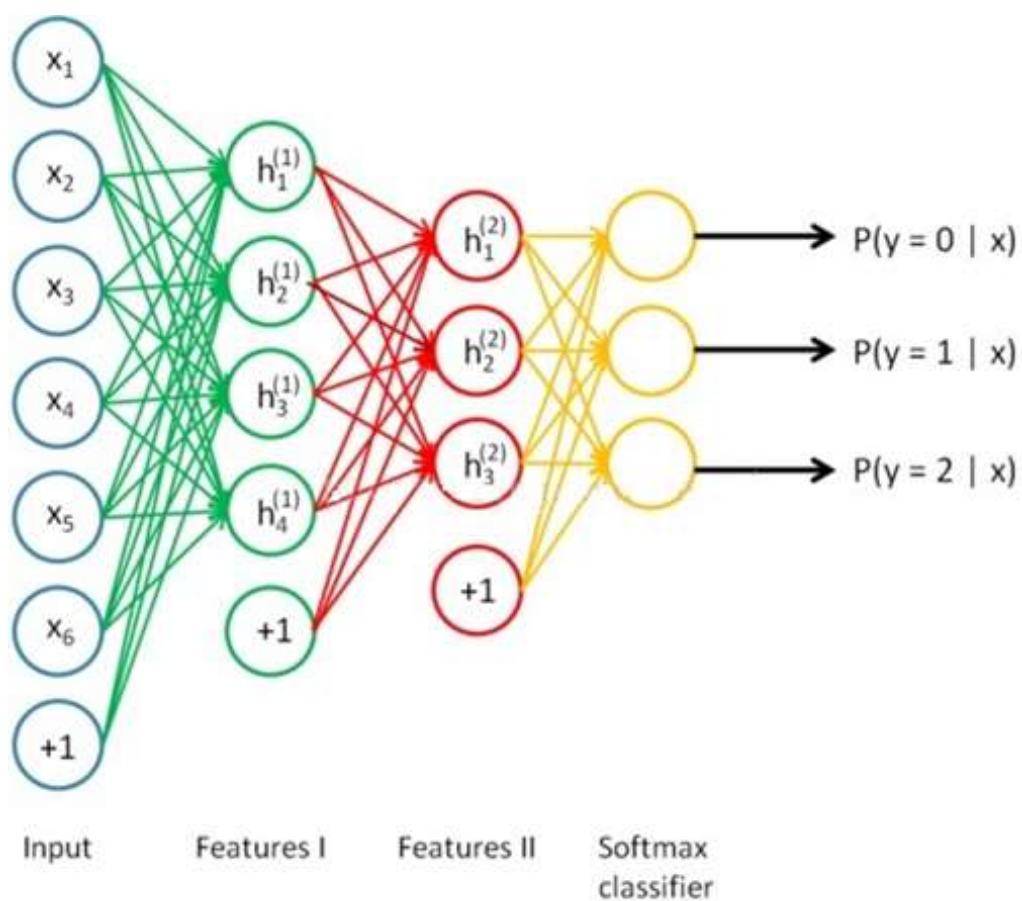 x₁
x₂
x₃
x₄
x₅
x₆
+1
h₁⁽¹⁾
h₂⁽¹⁾
h₃⁽¹⁾
h₄⁽¹⁾
+1
h₁⁽²⁾
h₂⁽²⁾
h₃⁽²⁾
+1
P(y = 0 | x)
P(y = 1 | x)
P(y = 2 | x)
Input
Features I
Features II
Softmax
classifier